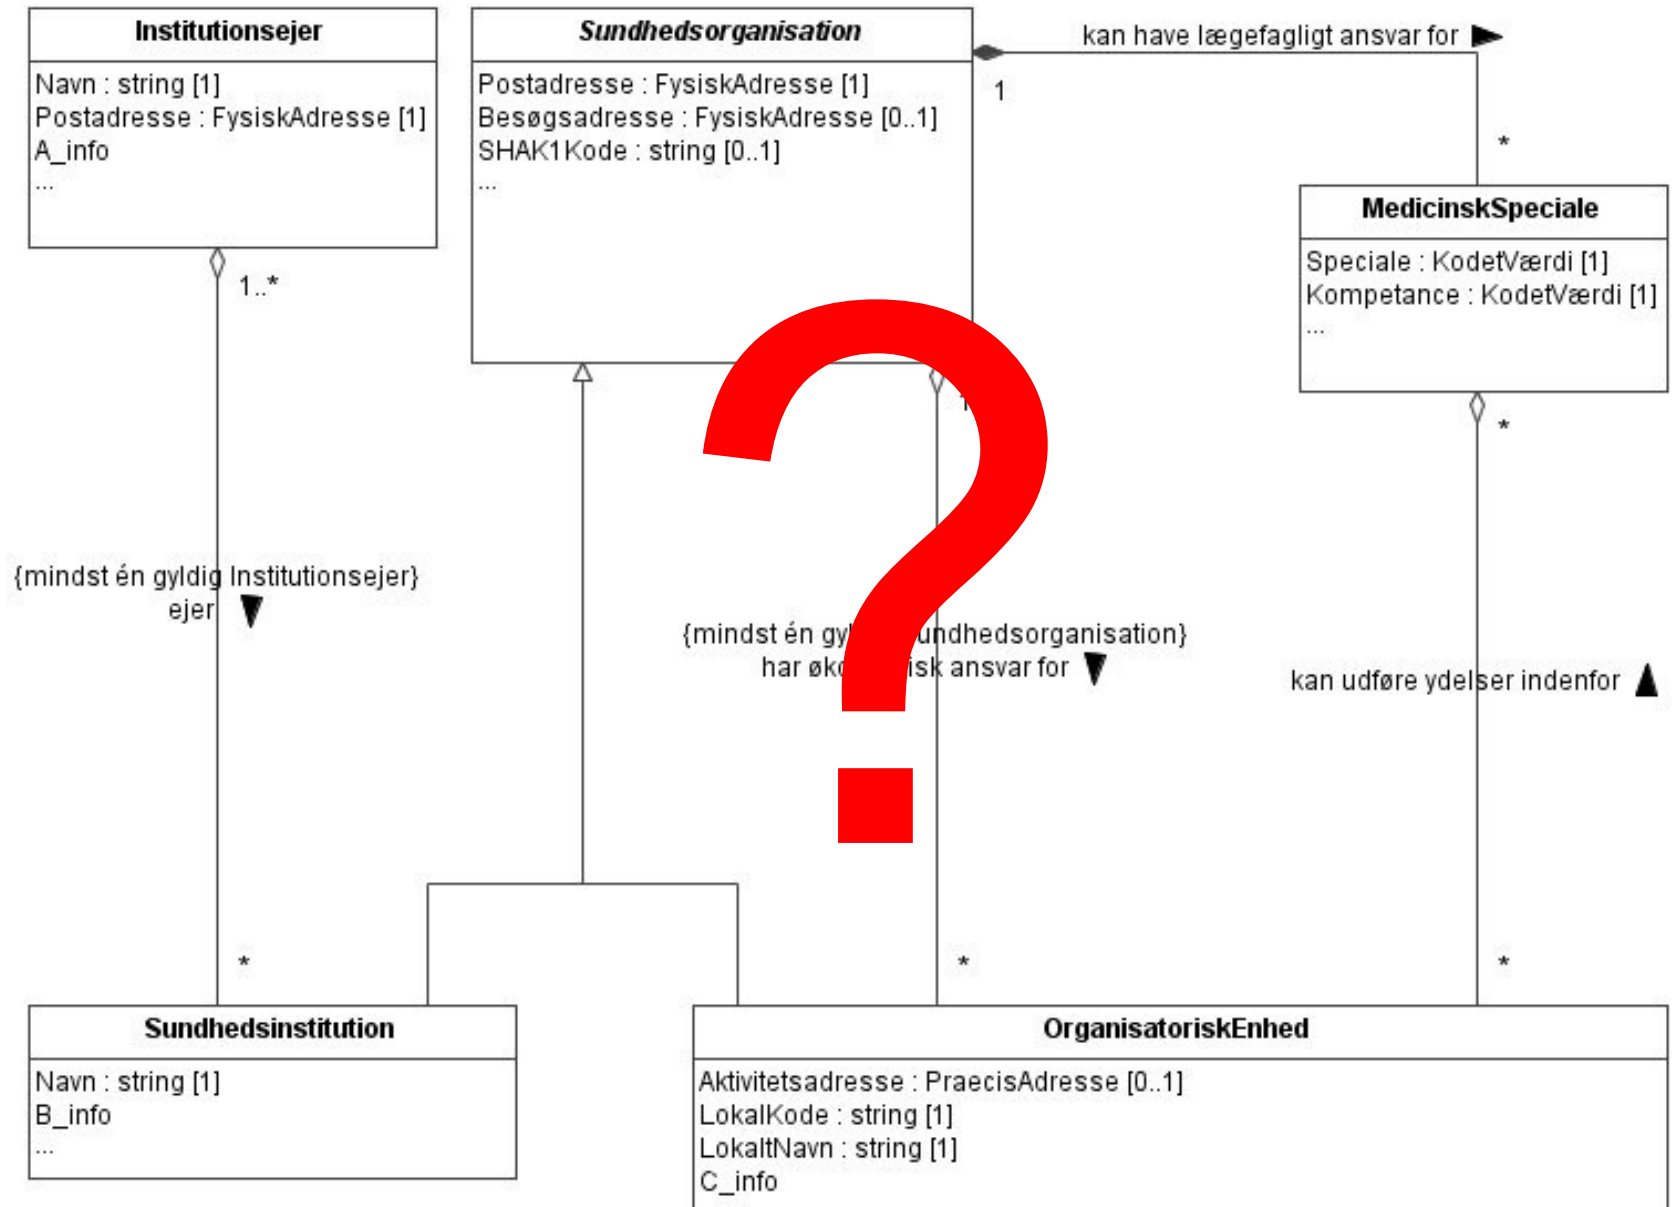 Institutionsejer
Navn : string [1]
Postadresse : FysiskAdresse [1]
A_info
...
1..*
Sundhedsorganisation
Postadresse : FysiskAdresse [1]
Besøgsadresse : FysiskAdresse [0..1]
SHAK1Kode : string [0..1]
...
kan have lægefagligt ansvar for
1
*
MedicinskSpeciale
Speciale : KodetVærdi [1]
Kompetance : KodetVærdi [1]
...
*
1
?
{mindst én gyldig Institutionsejer}
ejer
{mindst én gy undhedsorganisation}
har øko isk ansvar for
kan udføre ydelser indenfor
*
*
*
Sundhedsinstitution
Navn : string [1]
B_info
...
OrganisatoriskEnhed
Aktivitetsadresse : PraecisAdresse [0..1]
LokalKode : string [1]
LokaltNavn : string [1]
C_info